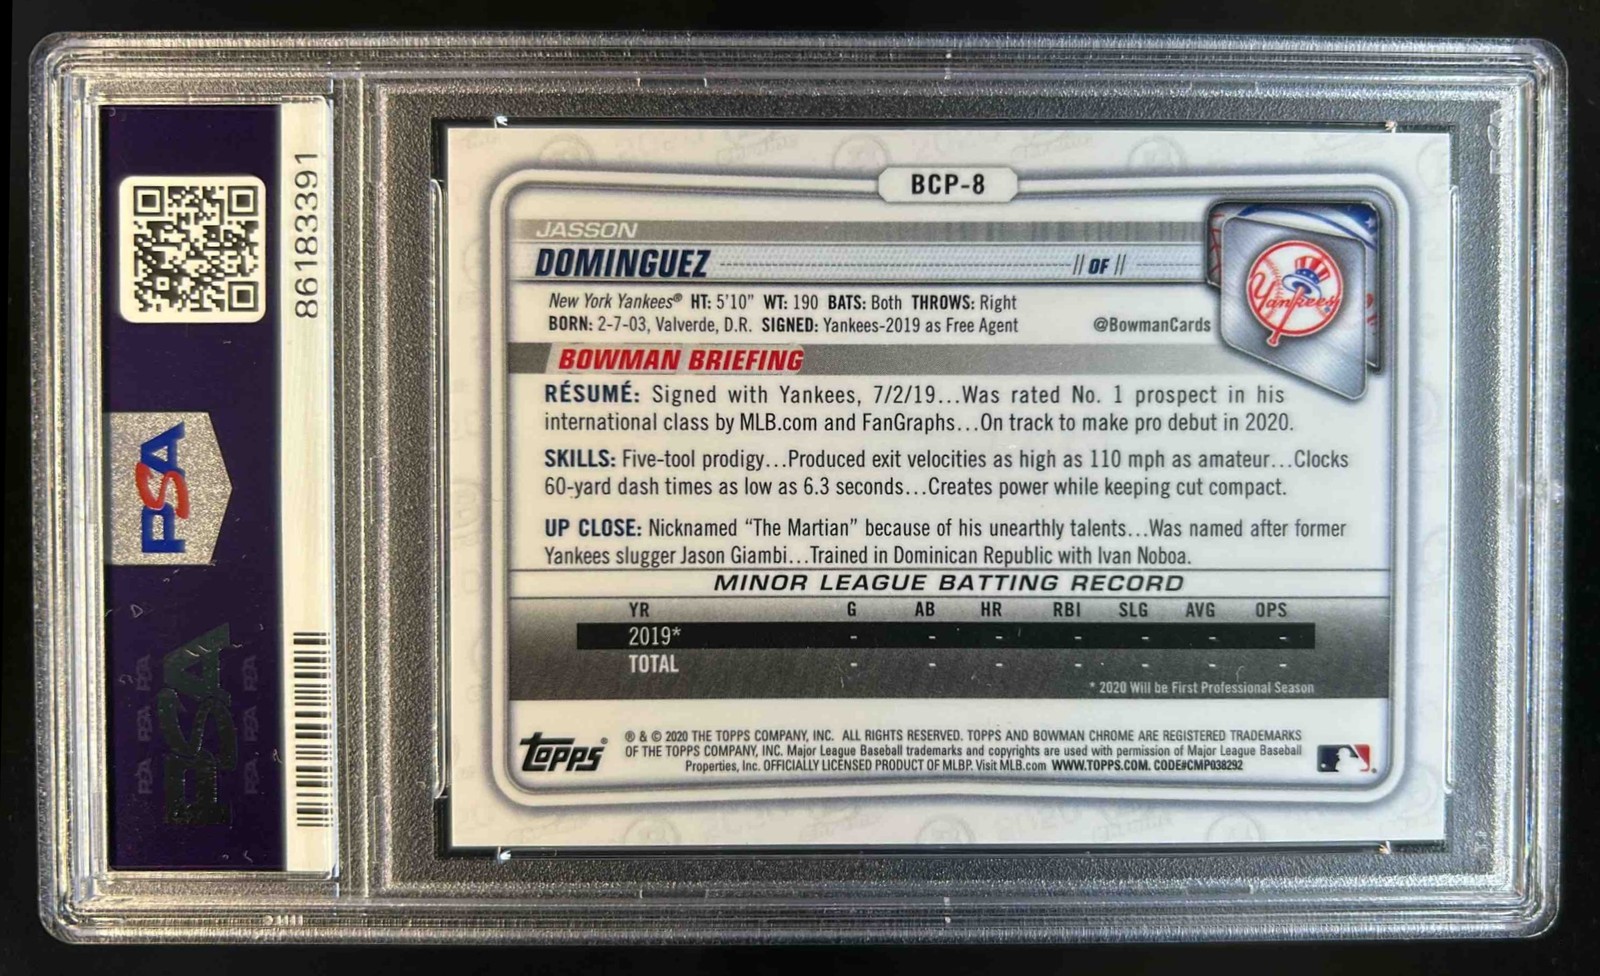 86183391
PSA
PSA
BCP-8
JASSON
DOMINGUEZ // OF //
New York Yankees® HT: 5'10" WT: 190 BATS: Both THROWS: Right
BORN: 2-7-03, Valverde, D.R. SIGNED: Yankees-2019 as Free Agent @BowmanCards
Yankees
BOWMAN BRIEFING
RÉSUMÉ: Signed with Yankees, 7/2/19...Was rated No. 1 prospect in his
international class by MLB.com and FanGraphs...On track to make pro debut in 2020.
SKILLS: Five-tool prodigy...Produced exit velocities as high as 110 mph as amateur...Clocks
60-yard dash times as low as 6.3 seconds...Creates power while keeping cut compact.
UP CLOSE: Nicknamed “The Martian” because of his unearthly talents...Was named after former
Yankees slugger Jason Giambi...Trained in Dominican Republic with Ivan Noboa.
MINOR LEAGUE BATTING RECORD
YR G AB HR RBI SLG AVG OPS
2019* - - - - - - -
TOTAL - - - - - - -
* 2020 Will be First Professional Season
Topps®
® & © 2020 THE TOPPS COMPANY, INC. ALL RIGHTS RESERVED. TOPPS AND BOWMAN CHROME ARE REGISTERED TRADEMARKS
OF THE TOPPS COMPANY, INC. Major League Baseball trademarks and copyrights are used with permission of Major League Baseball
Properties, Inc. OFFICIALLY LICENSED PRODUCT OF MLBP. Visit MLB.com WWW.TOPPS.COM. CODE#CMP038292